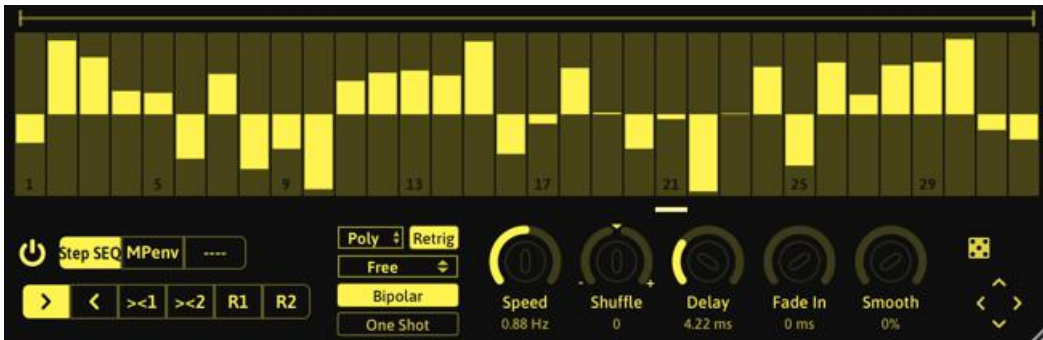 1 5 9 13 17 21 25 29
Step SEQ MPenv ----
> < ><1 ><2 R1 R2
Poly Retrig
Free
Bipolar
One Shot
- +
Speed Shuffle Delay Fade In Smooth
0.88 Hz 0 4.22 ms 0 ms 0%